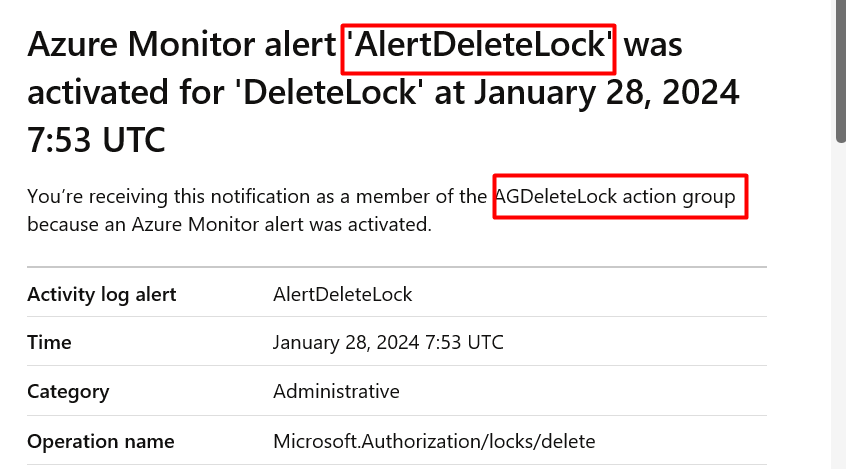 Azure Monitor alert 'AlertDeleteLock' was
activated for 'DeleteLock' at January 28, 2024
7:53 UTC
You’re receiving this notification as a member of the AGDeleteLock action group
because an Azure Monitor alert was activated.
Activity log alert AlertDeleteLock
Time January 28, 2024 7:53 UTC
Category Administrative
Operation name Microsoft.Authorization/locks/delete